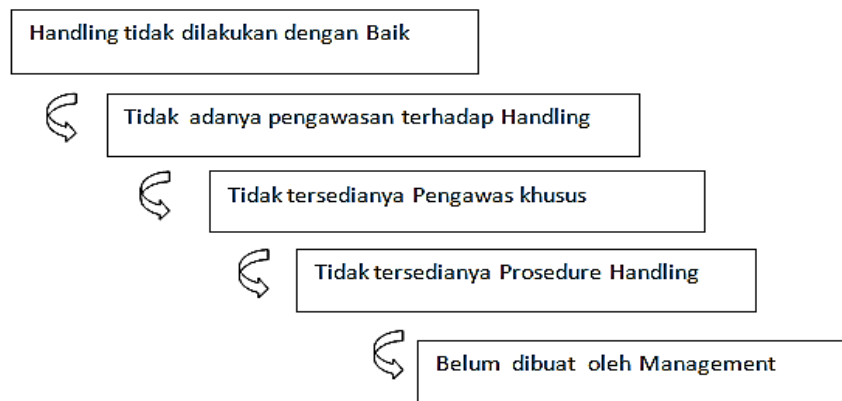 Handling tidak dilakukan dengan Baik
Tidak adanya pengawasan terhadap Handling
Tidak tersedianya Pengawas khusus
Tidak tersedianya Prosedure Handling
Belum dibuat oleh Management